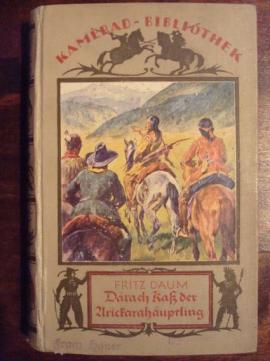 KAMERAD-BIBLIOTHEK
FRITZ DAUM
Darach Kaß der
Arickarahäuptling